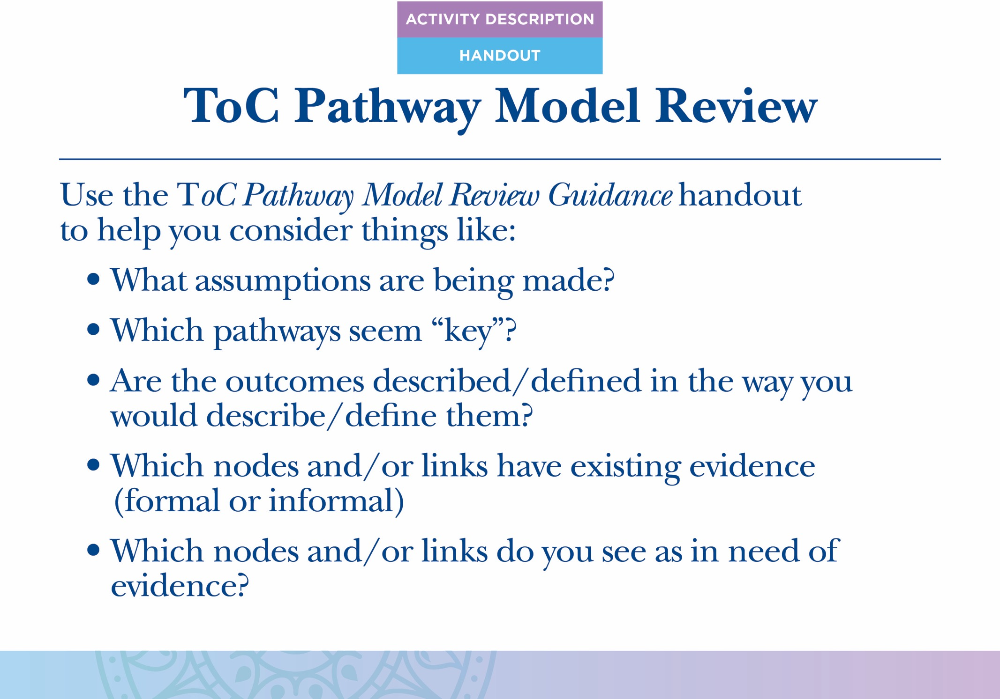 ACTIVITY DESCRIPTION
HANDOUT
ToC Pathway Model Review
Use the ToC Pathway Model Review Guidance handout
to help you consider things like:
• What assumptions are being made?
• Which pathways seem “key”?
• Are the outcomes described/defined in the way you
would describe/define them?
• Which nodes and/or links have existing evidence
(formal or informal)
• Which nodes and/or links do you see as in need of
evidence?